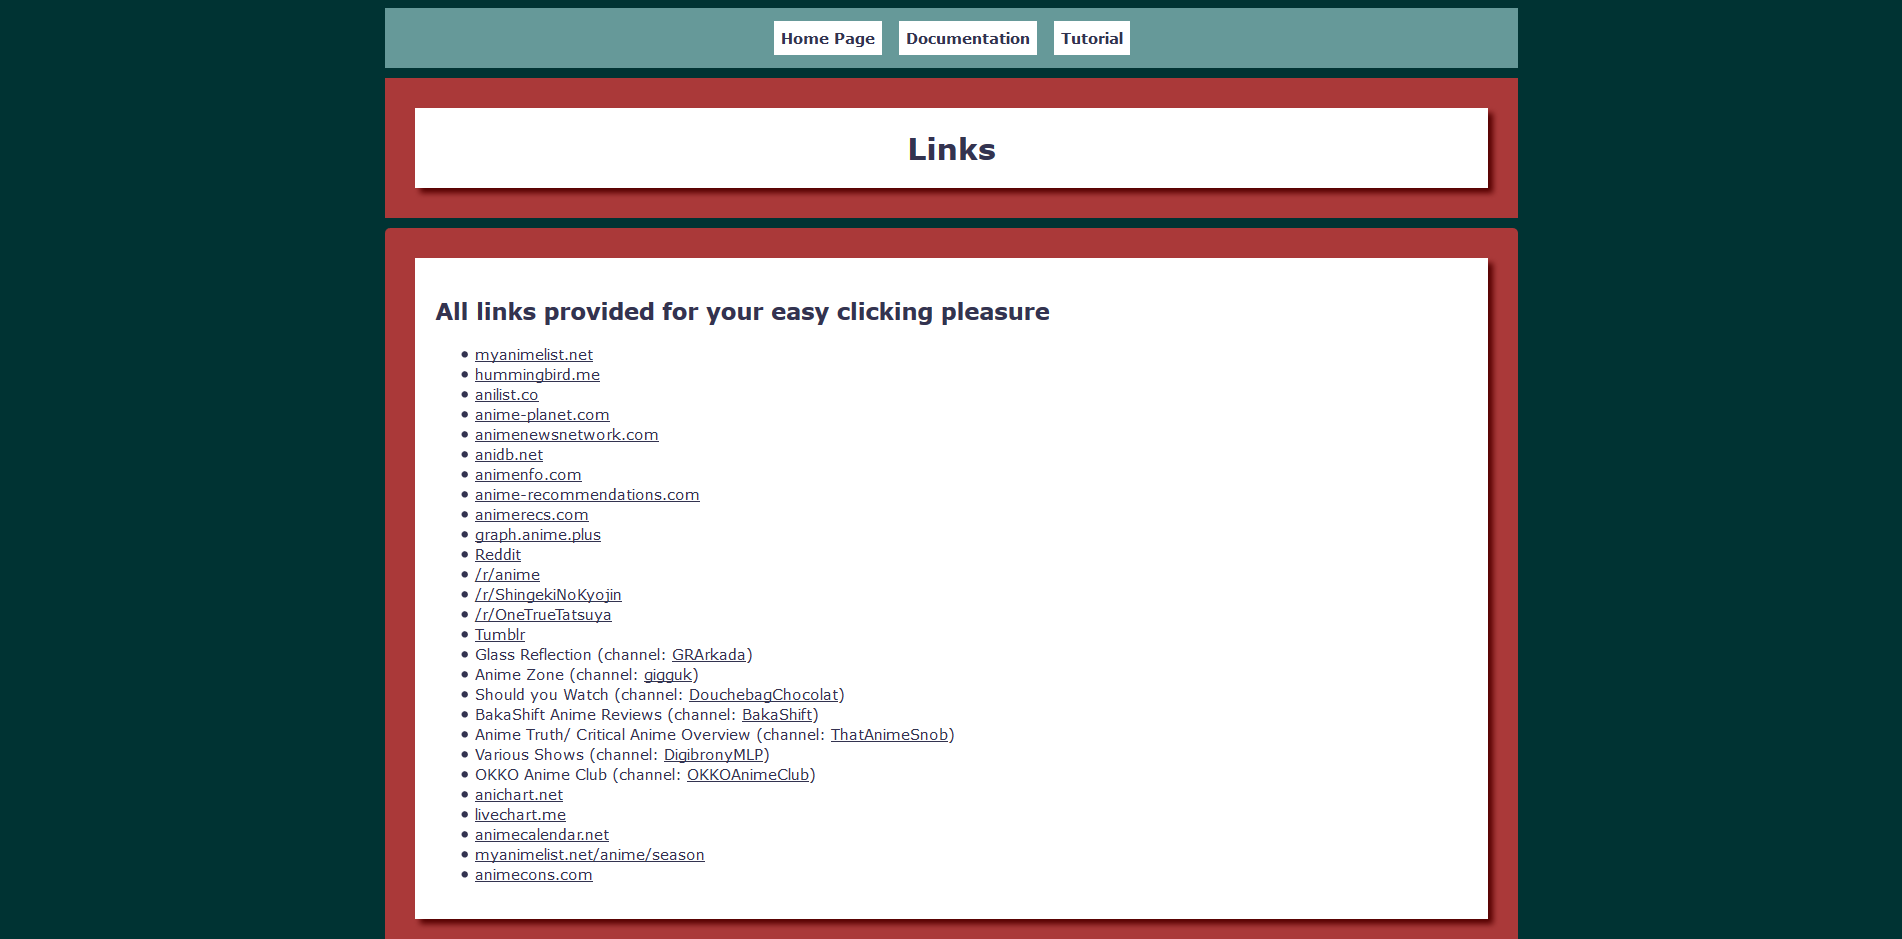 Home Page Documentation Tutorial
Links
All links provided for your easy clicking pleasure
myanimelist.net
hummingbird.me
anilist.co
anime-planet.com
animenewsnetwork.com
anidb.net
animenfo.com
anime-recommendations.com
animerecs.com
graph.anime.plus
Reddit
/r/anime
/r/ShingekiNoKyojin
/r/OneTrueTatsuya
Tumblr
Glass Reflection (channel: GRArkada)
Anime Zone (channel: gigguk)
Should you Watch (channel: DouchebagChocolat)
BakaShift Anime Reviews (channel: BakaShift)
Anime Truth/ Critical Anime Overview (channel: ThatAnimeSnob)
Various Shows (channel: DigibronyMLP)
OKKO Anime Club (channel: OKKOAnimeClub)
anichart.net
livechart.me
animecalendar.net
myanimelist.net/anime/season
animecons.com